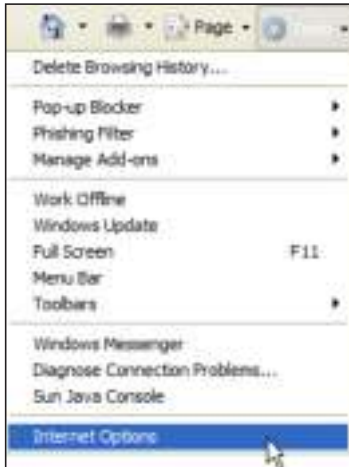 Page
Delete Browsing History...
Pop-up Blocker
Phishing Filter
Manage Add-ons
Work Offline
Windows Update
Full Screen F11
Menu Bar
Toolbars
Windows Messenger
Diagnose Connection Problems...
Sun Java Console
Internet Options